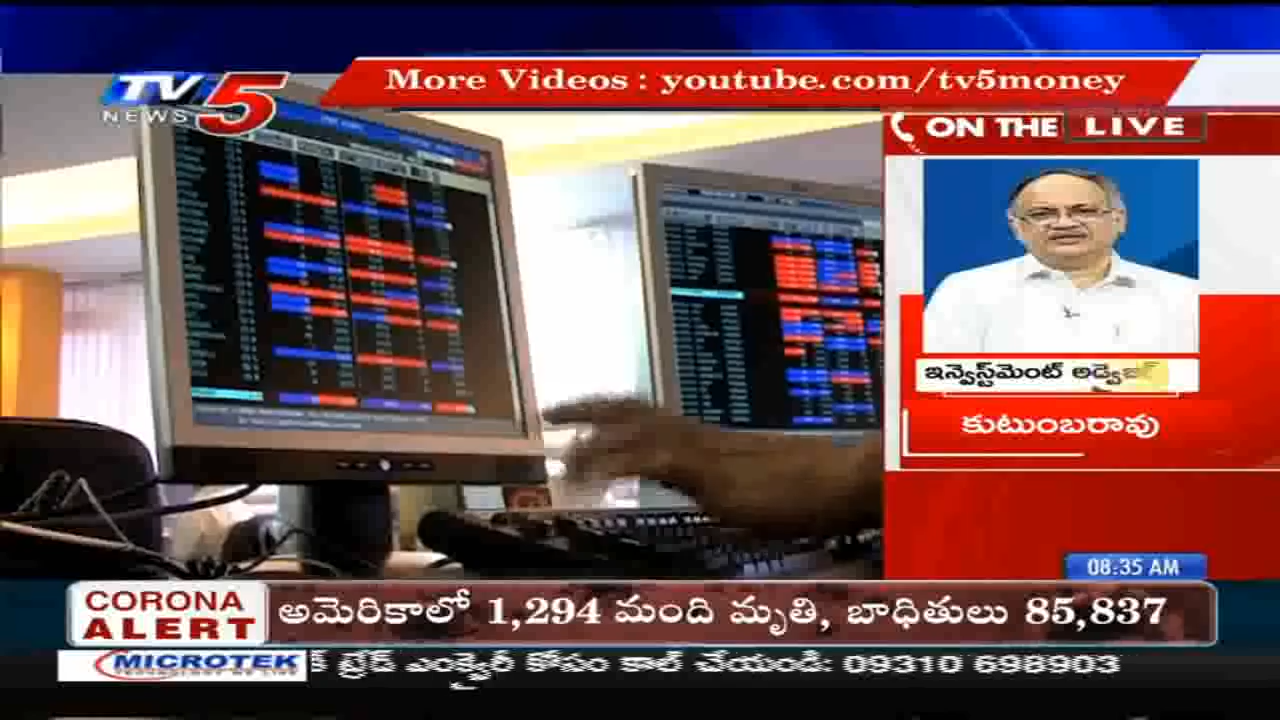 TV5
NEWS
More Videos : youtube.com/tv5money
ON THE LIVE
ఇన్వెస్ట్‌మెంట్ అడ్వైజర్
కుటుంబరావు
08:35 AM
CORONA
ALERT
అమెరికాలో 1,294 మంది మృతి, బాధితులు 85,837
MICROTEK
ట్రేడ్ ఎంక్వైరీ కోసం కాల్ చేయండి: 09310 698903